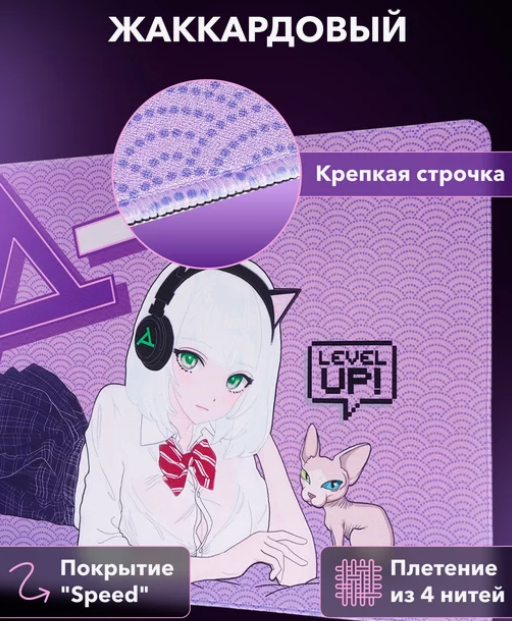 ЖАККАРДОВЫЙ
Крепкая строчка
LEVEL
UP!
Покрытие
"Speed"
Плетение
из 4 нитей